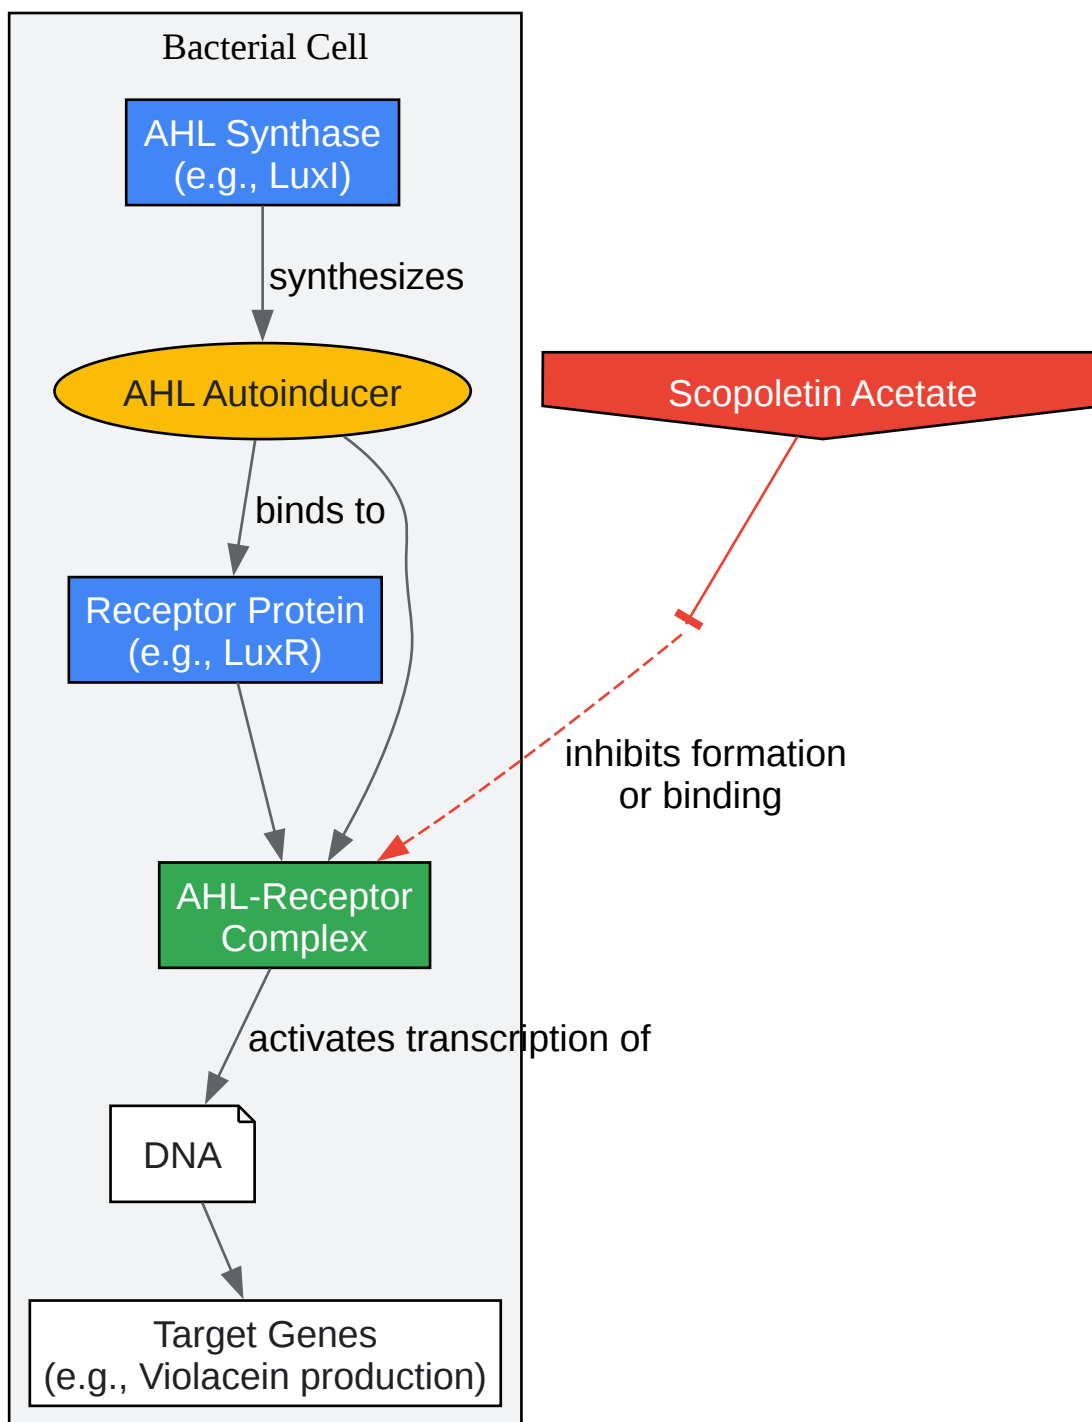 Bacterial Cell
AHL Synthase
(e.g., LuxI)
synthesizes
AHL Autoinducer
Scopoletin Acetate
binds to
Receptor Protein
(e.g., LuxR)
inhibits formation
or binding
AHL-Receptor
Complex
activates transcription of
DNA
Target Genes
(e.g., Violacein production)